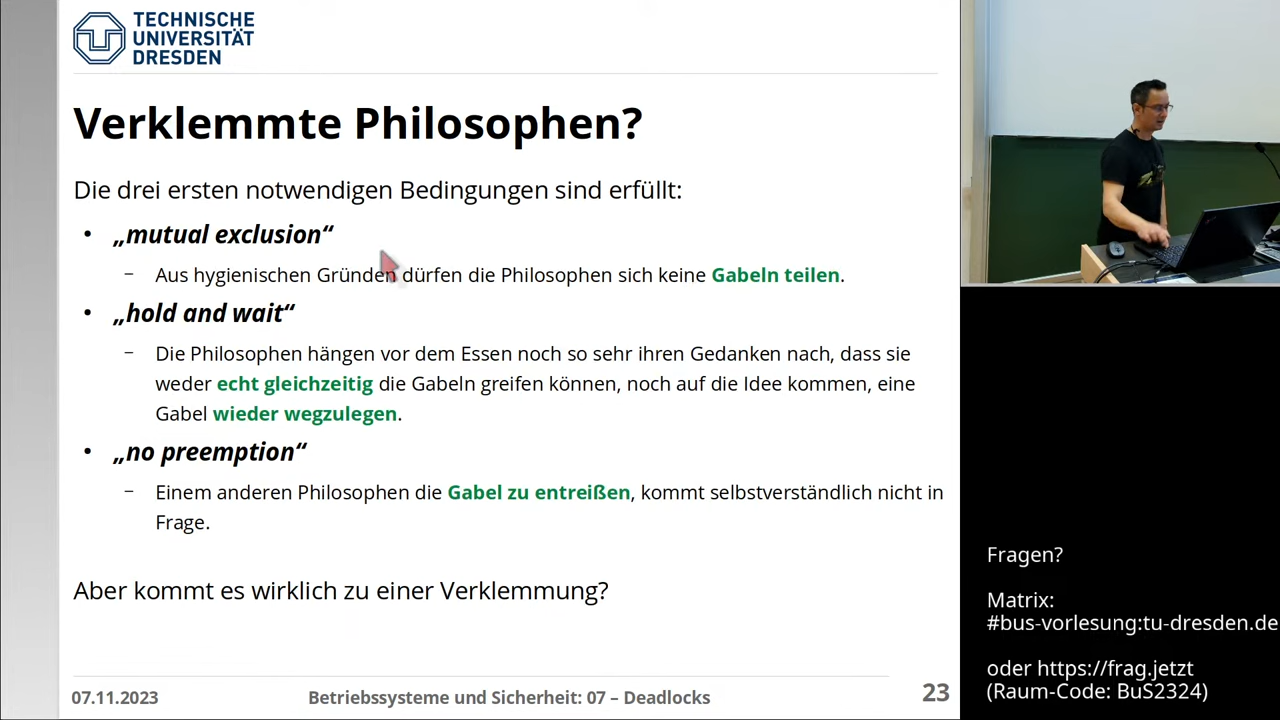 TECHNISCHE
UNIVERSITÄT
DRESDEN
Verklemmte Philosophen?
Die drei ersten notwendigen Bedingungen sind erfüllt:
• „mutual exclusion“
– Aus hygienischen Gründen dürfen die Philosophen sich keine Gabeln teilen.
• „hold and wait“
– Die Philosophen hängen vor dem Essen noch so sehr ihren Gedanken nach, dass sie
weder echt gleichzeitig die Gabeln greifen können, noch auf die Idee kommen, eine
Gabel wieder wegzulegen.
• „no preemption“
– Einem anderen Philosophen die Gabel zu entreißen, kommt selbstverständlich nicht in
Frage.
Aber kommt es wirklich zu einer Verklemmung?
07.11.2023
Betriebssysteme und Sicherheit: 07 – Deadlocks
23
Fragen?
Matrix:
#bus-vorlesung:tu-dresden.de
oder https://frag.jetzt
(Raum-Code: BuS2324)